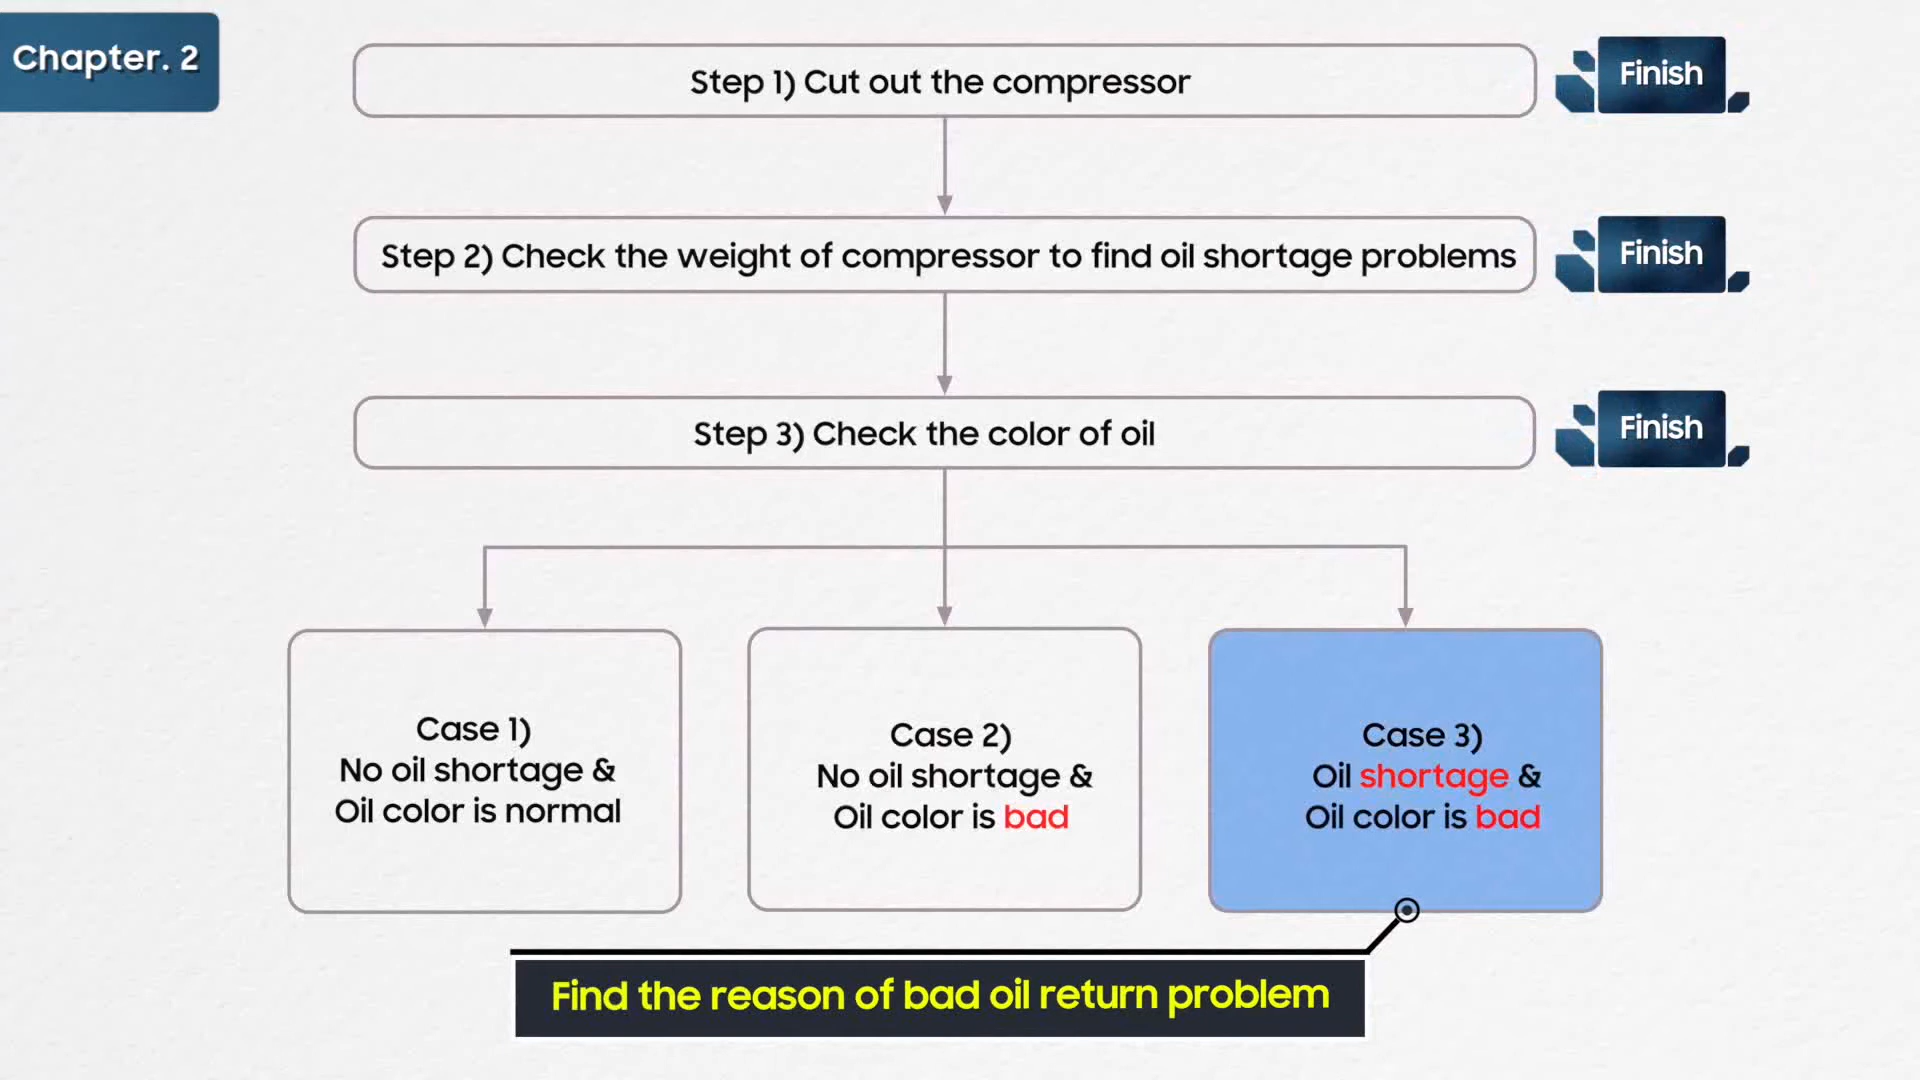 Chapter. 2
Step 1) Cut out the compressor
Finish
Step 2) Check the weight of compressor to find oil shortage problems
Finish
Step 3) Check the color of oil
Finish
Case 1)
No oil shortage &
Oil color is normal
Case 2)
No oil shortage &
Oil color is bad
Case 3)
Oil shortage &
Oil color is bad
Find the reason of bad oil return problem